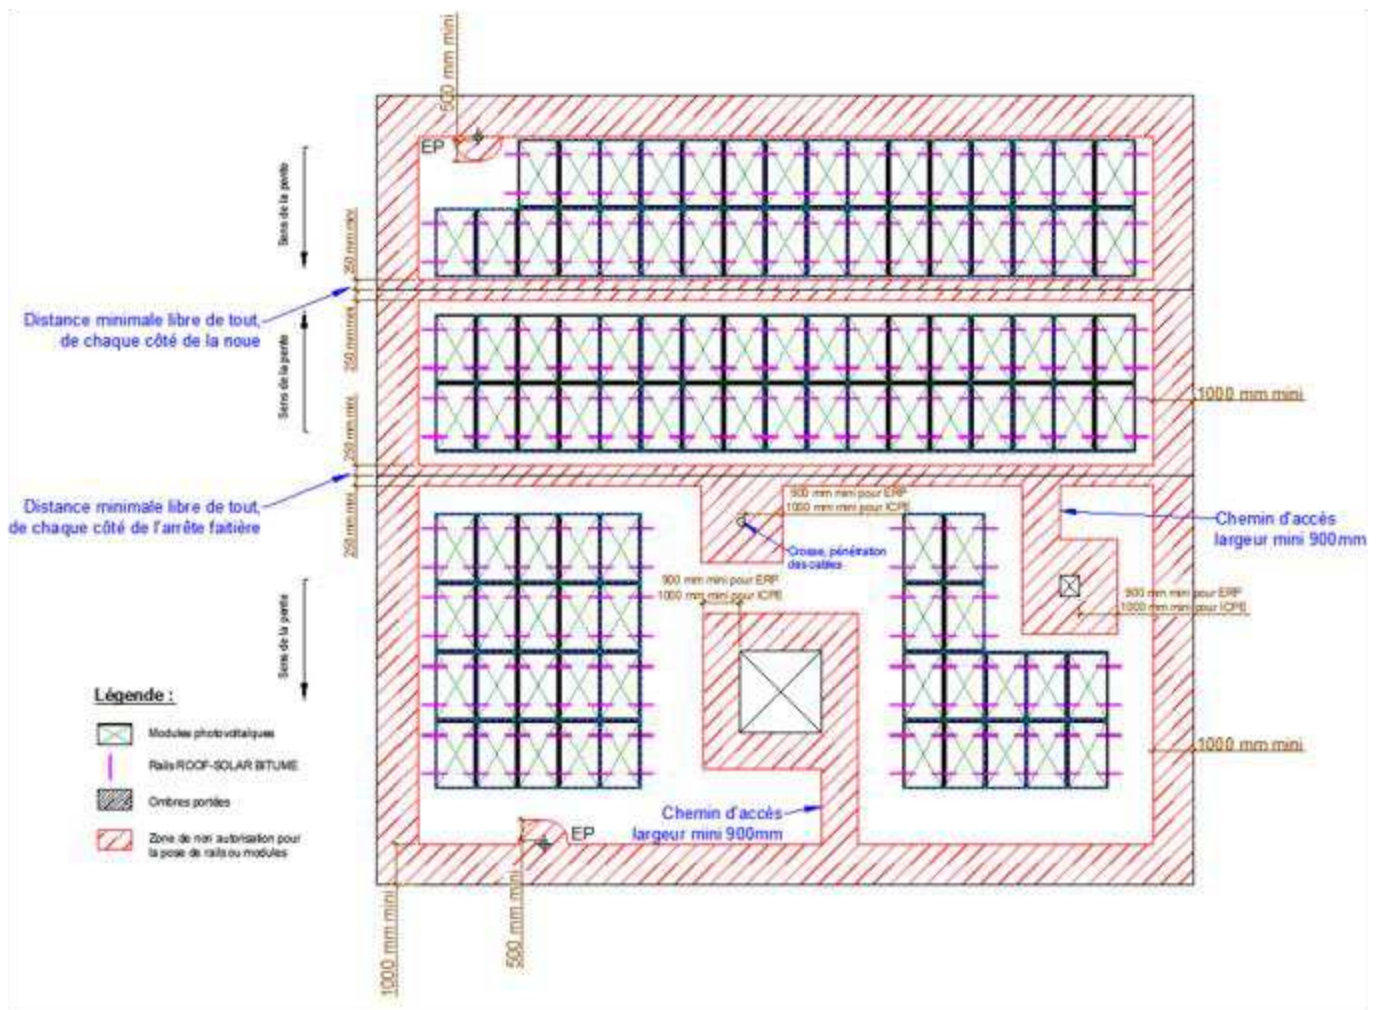 500 mm mini
EP
Sens de la pente
250 mm mini
Distance minimale libre de tout,
de chaque côté de la noue
250 mm mini
Sens de la pente
1000 mm mini
250 mm mini
Distance minimale libre de tout,
de chaque côté de l'arrête faîtière
250 mm mini
900 mm mini pour ERP
1000 mm mini pour ICPE
Crosse, pénétration
des cables
Chemin d'accès
largeur mini 900mm
900 mm mini pour ERP
1000 mm mini pour ICPE
900 mm mini pour ERP
1000 mm mini pour ICPE
Sens de la pente
Légende :
Modules photovoltaïques
Rails ROOF-SOLAR BITUME
Ombres portées
Zone de non autorisation pour
la pose de rails ou modules
1000 mm mini
Chemin d'accès
largeur mini 900mm
EP
1000 mm mini
500 mm mini